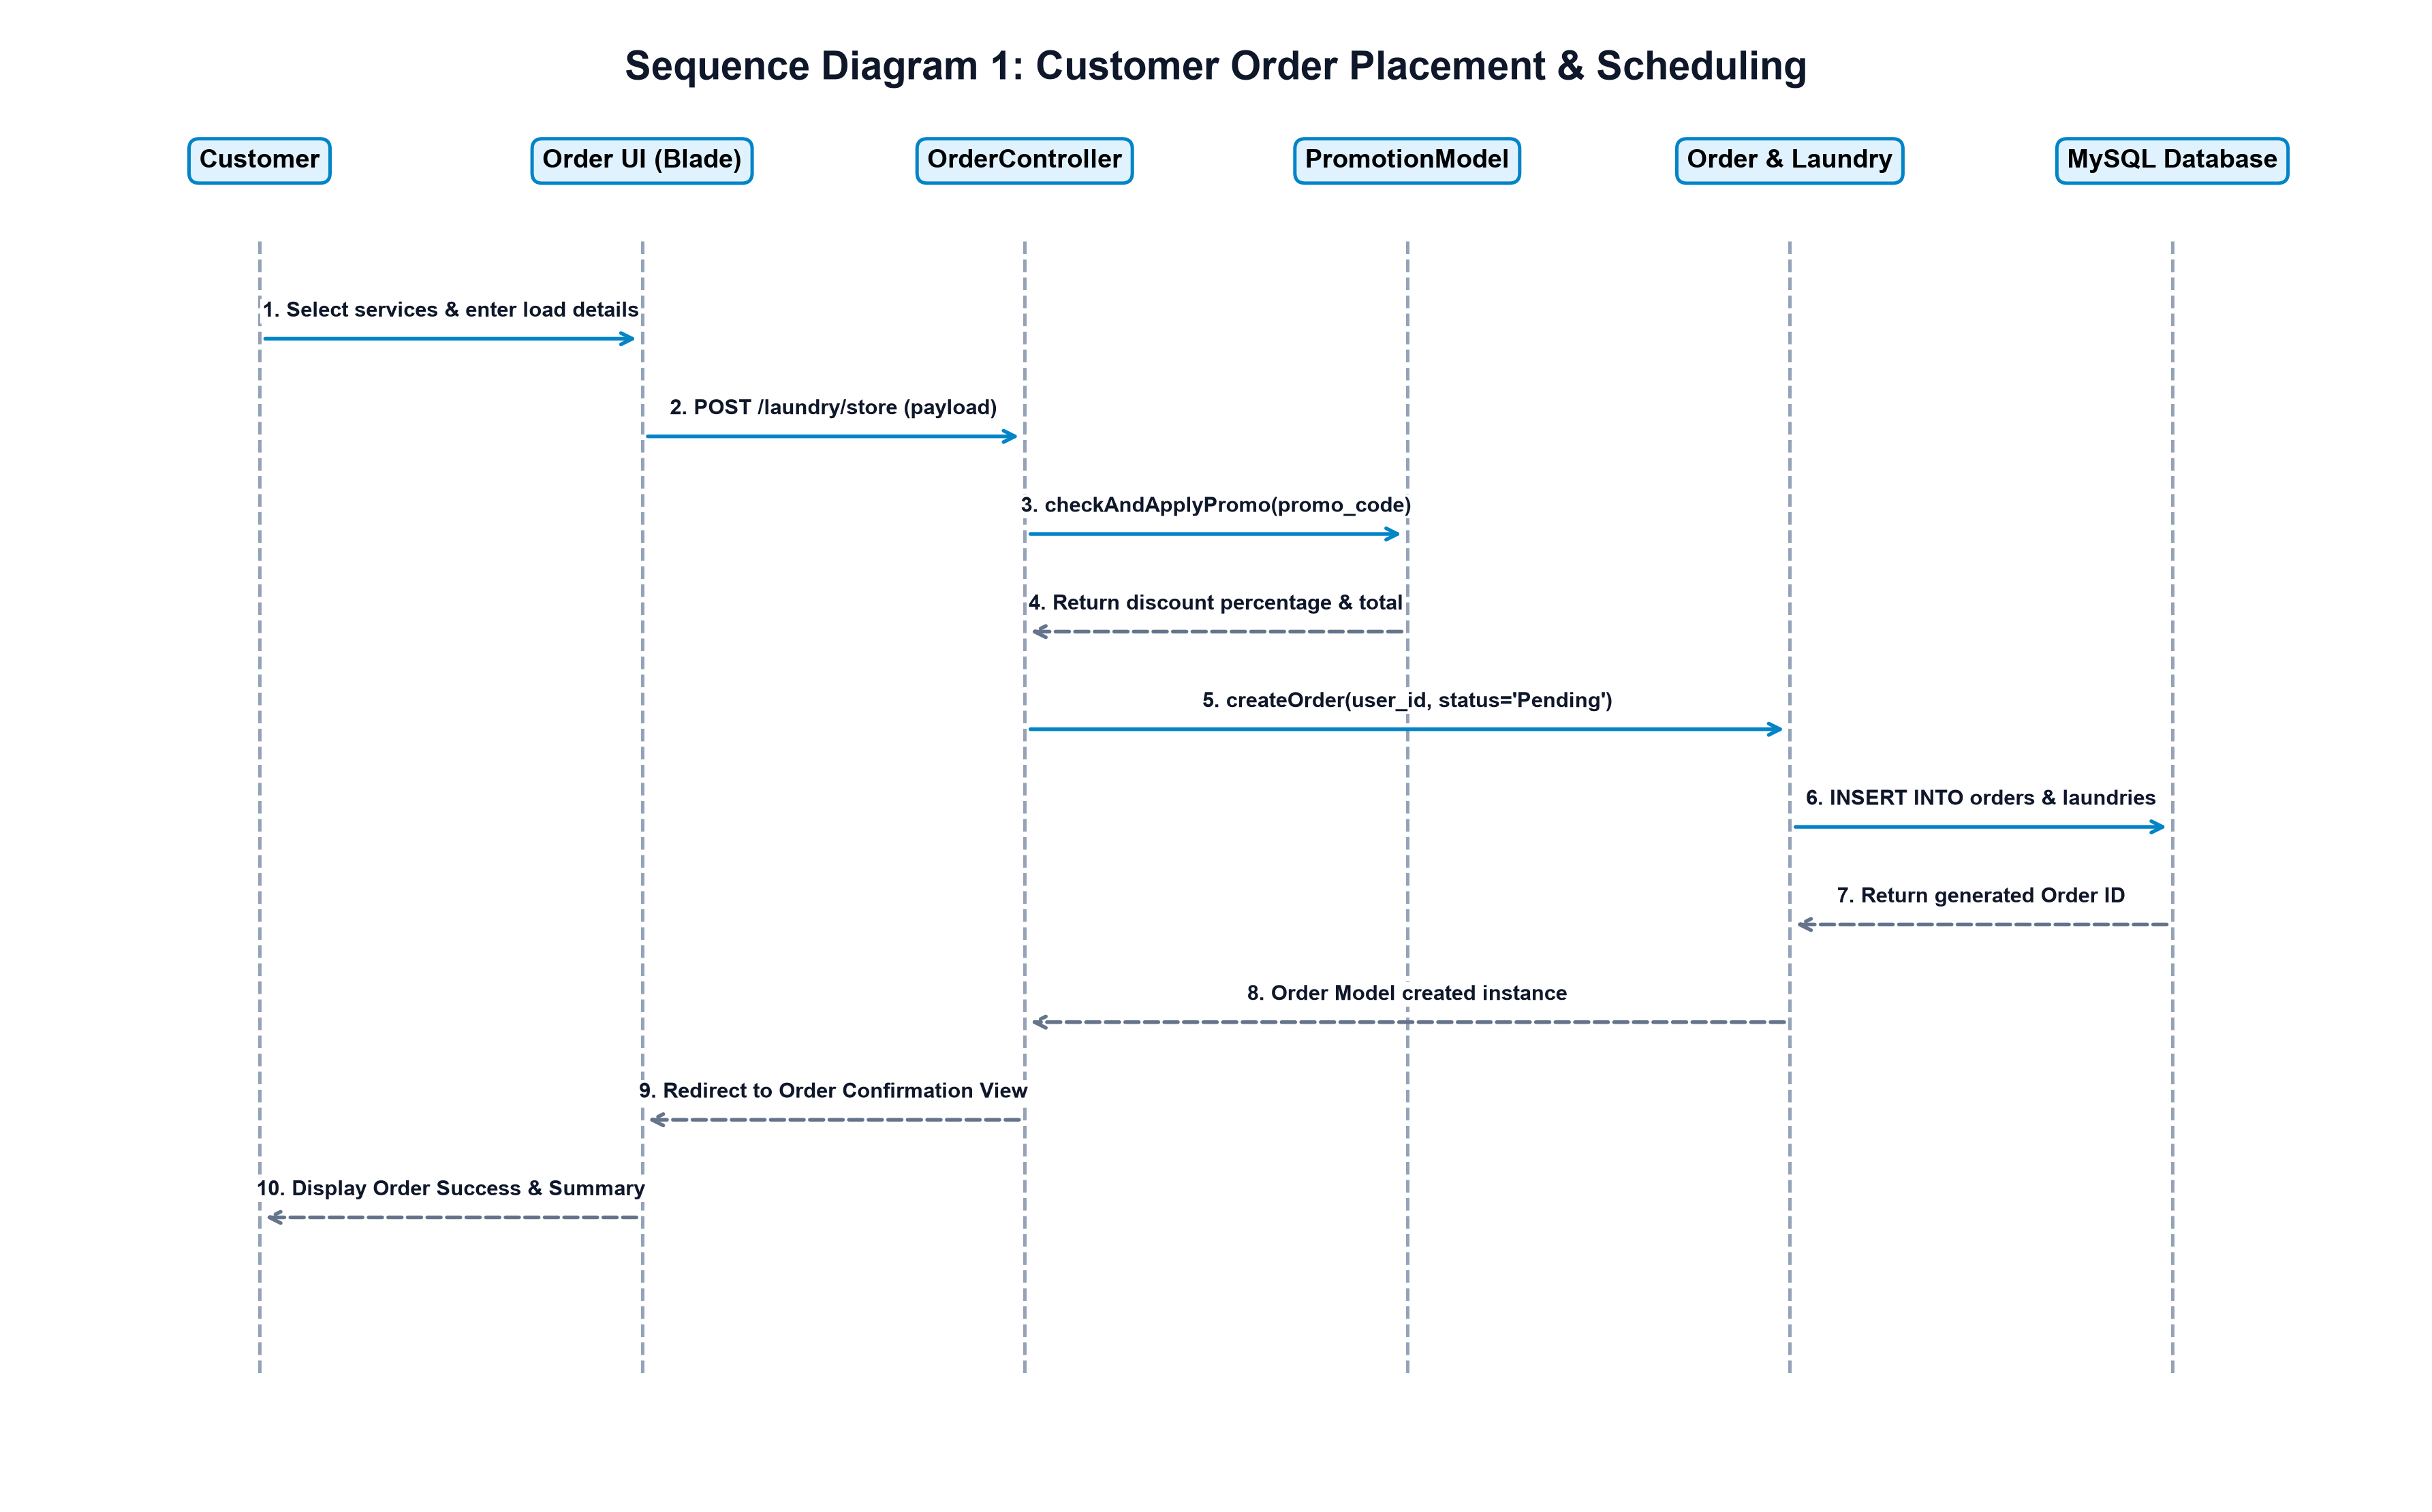 Sequence Diagram 1: Customer Order Placement & Scheduling
Customer
Order UI (Blade)
OrderController
PromotionModel
Order & Laundry
MySQL Database
1. Select services & enter load details
2. POST /laundry/store (payload)
3. checkAndApplyPromo(promo_code)
4. Return discount percentage & total
5. createOrder(user_id, status='Pending')
6. INSERT INTO orders & laundries
7. Return generated Order ID
8. Order Model created instance
9. Redirect to Order Confirmation View
10. Display Order Success & Summary